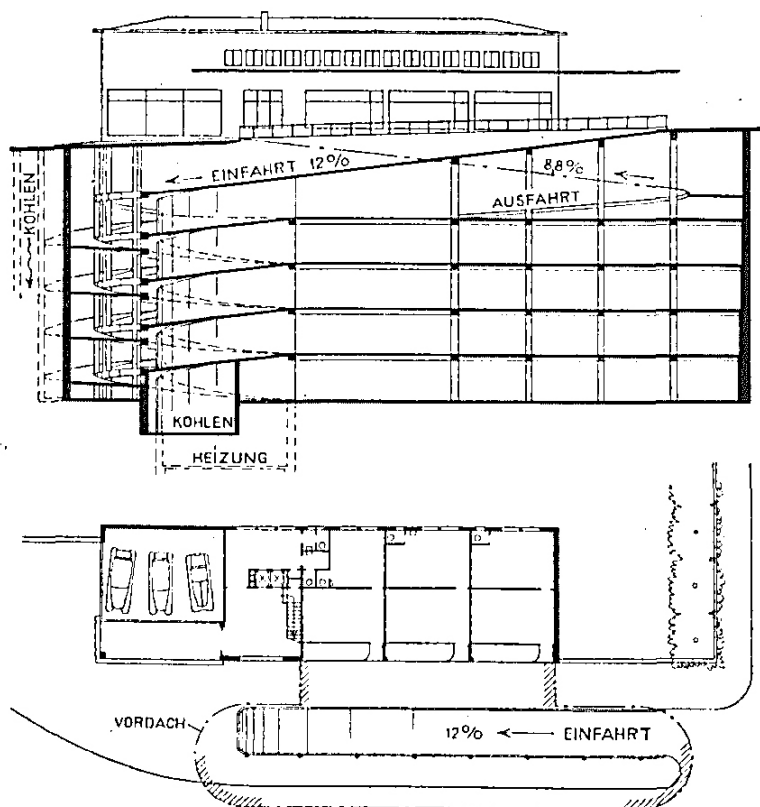 EINFAHRT 12%
8,8%
AUSFAHRT
KOHLEN
KOHLEN
HEIZUNG
VORDACH
12% EINFAHRT